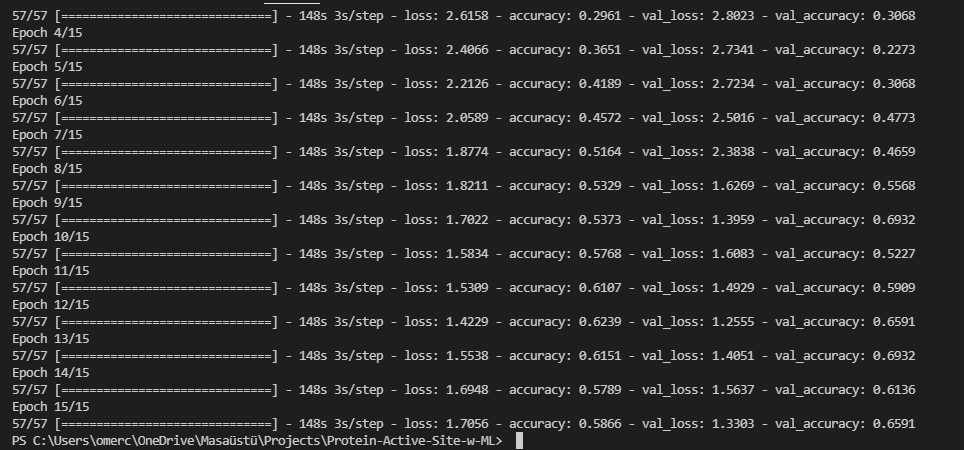 57/57 [==============================] - 148s 3s/step - loss: 2.6158 - accuracy: 0.2961 - val_loss: 2.8023 - val_accuracy: 0.3068
Epoch 4/15
57/57 [==============================] - 148s 3s/step - loss: 2.4066 - accuracy: 0.3651 - val_loss: 2.7341 - val_accuracy: 0.2273
Epoch 5/15
57/57 [==============================] - 148s 3s/step - loss: 2.2126 - accuracy: 0.4189 - val_loss: 2.7234 - val_accuracy: 0.3068
Epoch 6/15
57/57 [==============================] - 148s 3s/step - loss: 2.0589 - accuracy: 0.4572 - val_loss: 2.5016 - val_accuracy: 0.4773
Epoch 7/15
57/57 [==============================] - 148s 3s/step - loss: 1.8774 - accuracy: 0.5164 - val_loss: 2.3838 - val_accuracy: 0.4659
Epoch 8/15
57/57 [==============================] - 148s 3s/step - loss: 1.8211 - accuracy: 0.5329 - val_loss: 1.6269 - val_accuracy: 0.5568
Epoch 9/15
57/57 [==============================] - 148s 3s/step - loss: 1.7022 - accuracy: 0.5373 - val_loss: 1.3959 - val_accuracy: 0.6932
Epoch 10/15
57/57 [==============================] - 148s 3s/step - loss: 1.5834 - accuracy: 0.5768 - val_loss: 1.6083 - val_accuracy: 0.5227
Epoch 11/15
57/57 [==============================] - 148s 3s/step - loss: 1.5309 - accuracy: 0.6107 - val_loss: 1.4929 - val_accuracy: 0.5909
Epoch 12/15
57/57 [==============================] - 148s 3s/step - loss: 1.4229 - accuracy: 0.6239 - val_loss: 1.2555 - val_accuracy: 0.6591
Epoch 13/15
57/57 [==============================] - 148s 3s/step - loss: 1.5538 - accuracy: 0.6151 - val_loss: 1.4051 - val_accuracy: 0.6932
Epoch 14/15
57/57 [==============================] - 148s 3s/step - loss: 1.6948 - accuracy: 0.5789 - val_loss: 1.5637 - val_accuracy: 0.6136
Epoch 15/15
57/57 [==============================] - 148s 3s/step - loss: 1.7056 - accuracy: 0.5866 - val_loss: 1.3303 - val_accuracy: 0.6591
PS C:\Users\omerc\OneDrive\Masaüstü\Projects\Protein-Active-Site-w-ML>